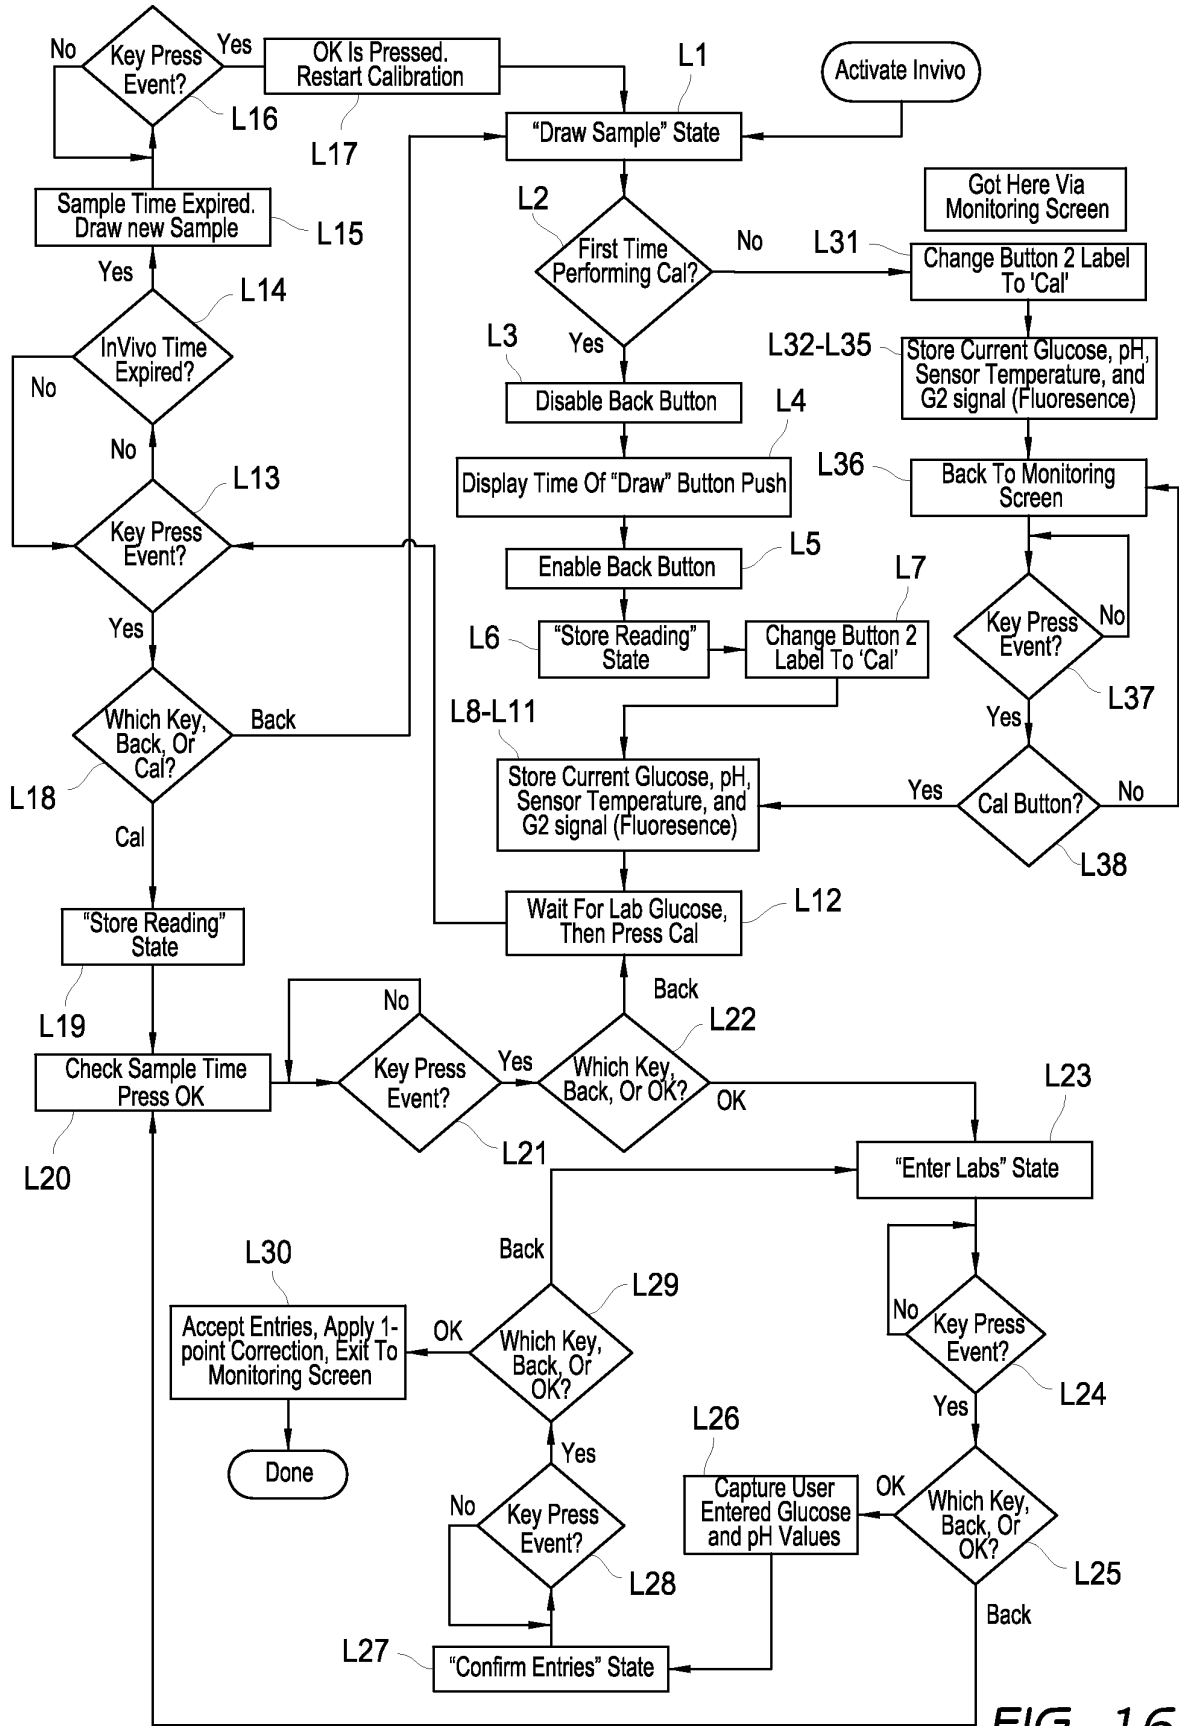 No
Key Press
Event?
Yes
L16
OK Is Pressed.
Restart Calibration
L17
L1
Activate Invivo
“Draw Sample” State
Sample Time Expired.
Draw new Sample
L15
Yes
L2
First Time
Performing Cal?
No
Got Here Via
Monitoring Screen
L31
Change Button 2 Label
To 'Cal'
L14
InVivo Time
Expired?
No
No
Yes
L3
Disable Back Button
L32-L35
Store Current Glucose, pH,
Sensor Temperature, and
G2 signal (Fluoresence)
L4
Display Time Of “Draw” Button Push
L36
Back To Monitoring
Screen
L13
Key Press
Event?
Yes
L5
Enable Back Button
L6
“Store Reading”
State
L7
Change Button 2
Label To ‘Cal’
Key Press
Event?
No
L37
Yes
Which Key,
Back, Or
Cal?
Back
L18
Cal
L8-L11
Store Current Glucose, pH,
Sensor Temperature, and
G2 signal (Fluoresence)
Yes
Cal Button?
No
L38
L12
Wait For Lab Glucose,
Then Press Cal
“Store Reading”
State
L19
Back
No
L22
Check Sample Time
Press OK
L20
Key Press
Event?
Yes
L21
Which Key,
Back, Or OK?
OK
L23
“Enter Labs” State
Back
L30
Accept Entries, Apply 1-
point Correction, Exit To
Monitoring Screen
OK
L29
Which Key,
Back, Or
OK?
No
Key Press
Event?
L24
Yes
Done
Yes
L26
Capture User
Entered Glucose
and pH Values
OK
Which Key,
Back, Or
OK?
L25
Back
No
Key Press
Event?
L28
L27
“Confirm Entries” State
FIG. 16